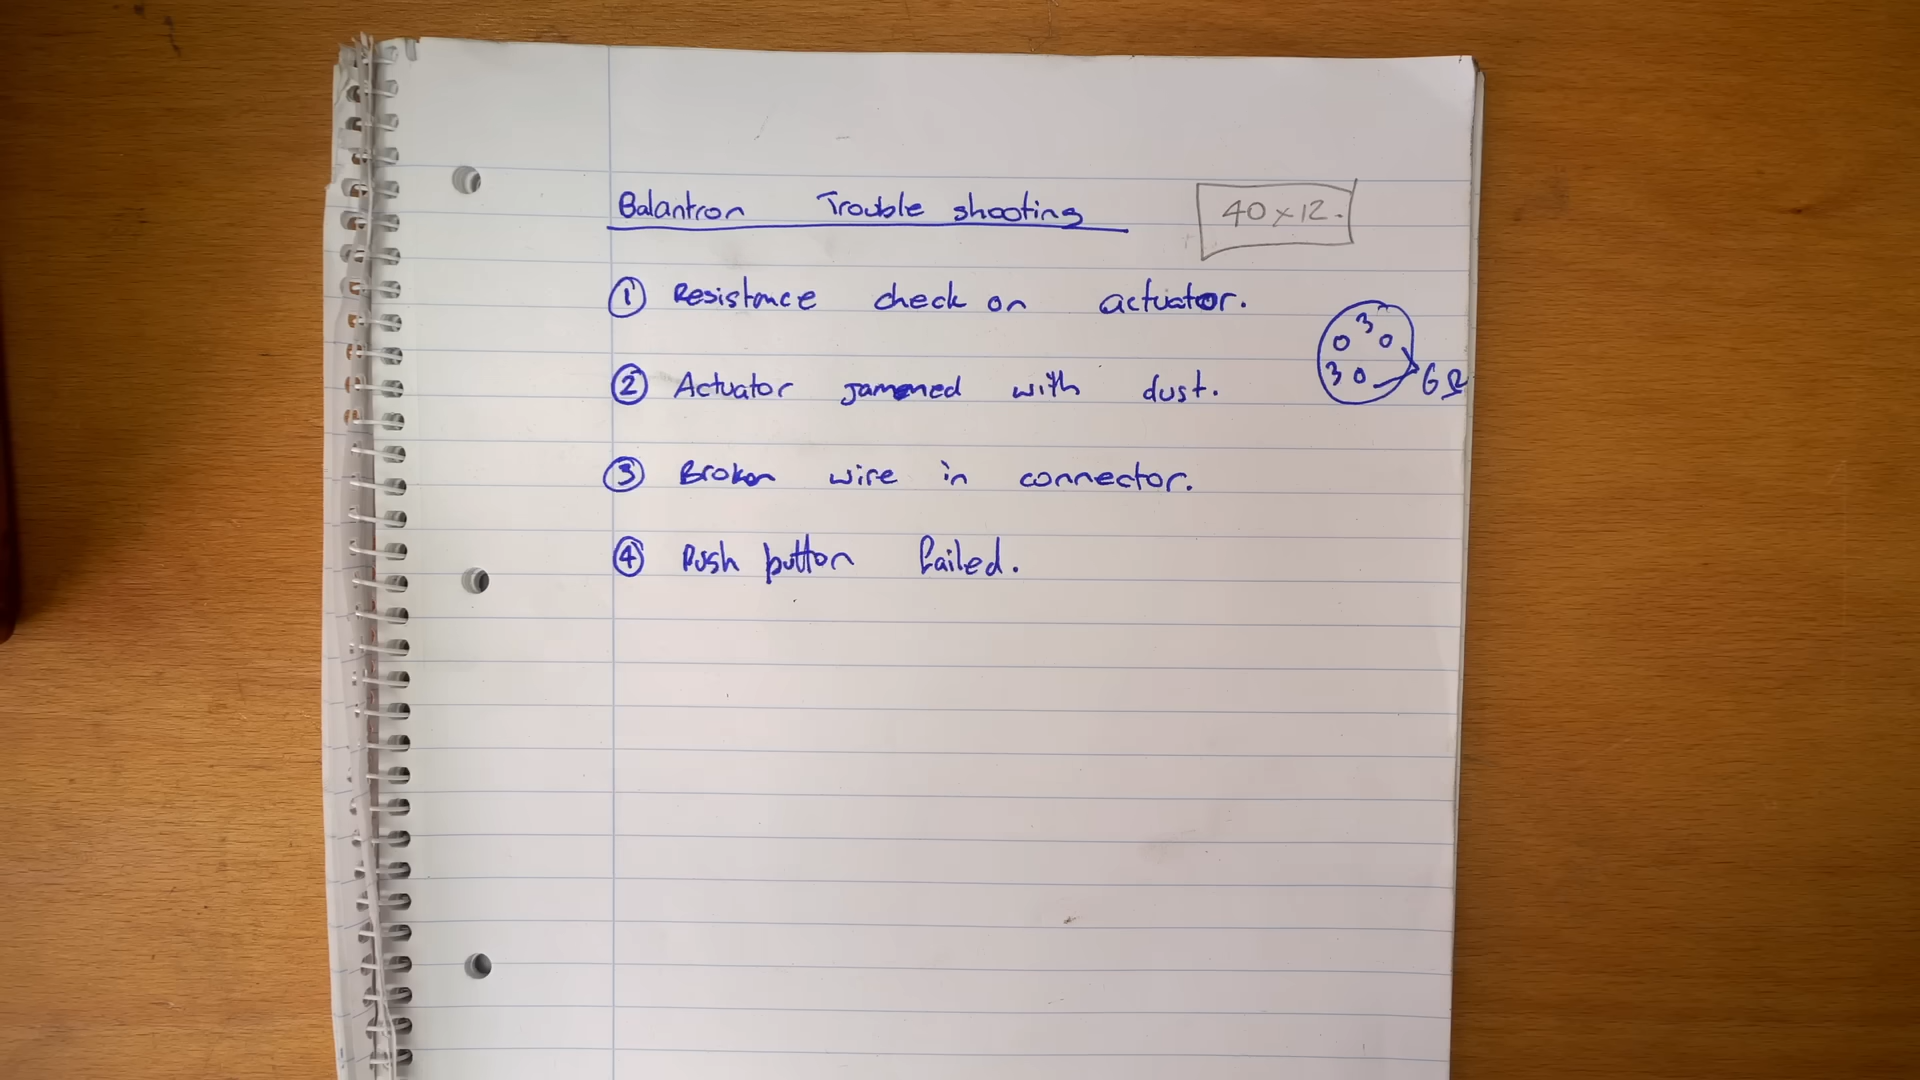 Balantron Trouble shooting
40 x 12.
① Resistance check on actuator.
3
0 0
3 0
6Ω
② Actuator jammed with dust.
③ Broken wire in connector.
④ Push button failed.